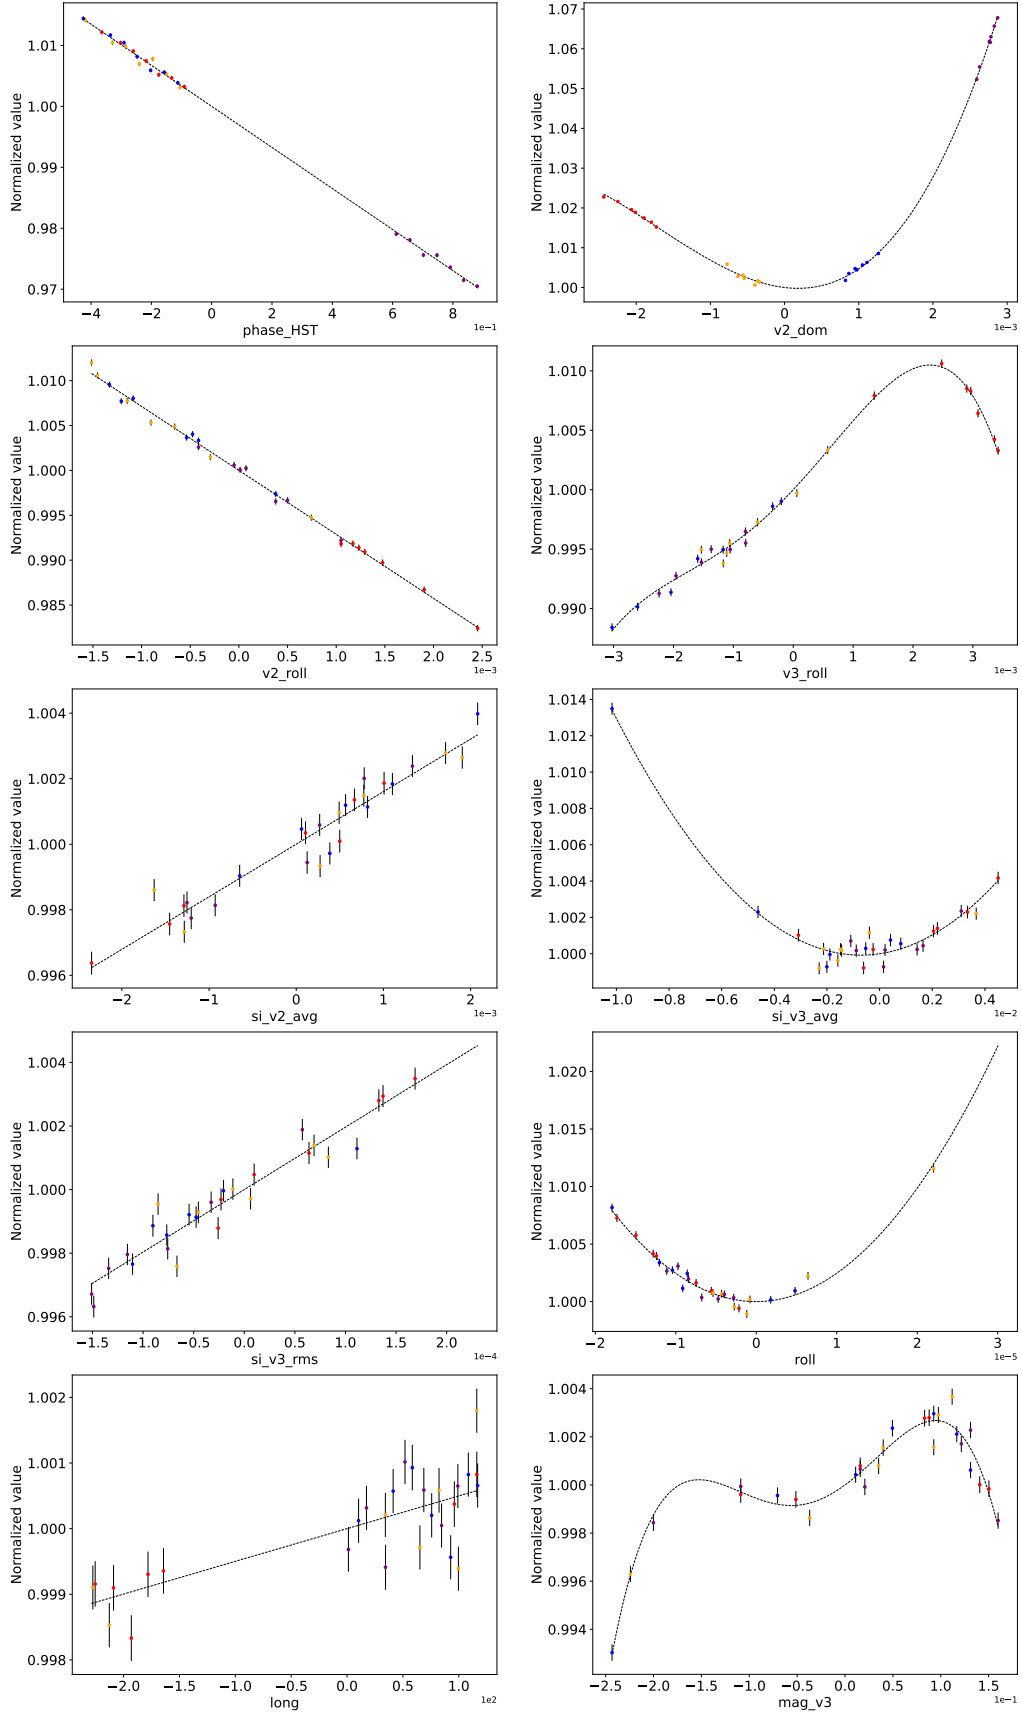 Normalized value
1.01
1.00
0.99
0.98
0.97
−4 −2 0 2 4 6 8
phase_HST
1e−1
Normalized value
1.07
1.06
1.05
1.04
1.03
1.02
1.01
1.00
−2 −1 0 1 2 3
v2_dom
1e−3
Normalized value
1.010
1.005
1.000
0.995
0.990
0.985
−1.5 −1.0 −0.5 0.0 0.5 1.0 1.5 2.0 2.5
v2_roll
1e−3
Normalized value
1.010
1.005
1.000
0.995
0.990
−3 −2 −1 0 1 2 3
v3_roll
1e−3
Normalized value
1.004
1.002
1.000
0.998
0.996
−2 −1 0 1 2
si_v2_avg
1e−3
Normalized value
1.014
1.012
1.010
1.008
1.006
1.004
1.002
1.000
−1.0 −0.8 −0.6 −0.4 −0.2 0.0 0.2 0.4
si_v3_avg
1e−2
Normalized value
1.004
1.002
1.000
0.998
0.996
−1.5 −1.0 −0.5 0.0 0.5 1.0 1.5 2.0
si_v3_rms
1e−4
Normalized value
1.020
1.015
1.010
1.005
1.000
−2 −1 0 1 2 3
roll
1e−5
Normalized value
1.002
1.001
1.000
0.999
0.998
−2.0 −1.5 −1.0 −0.5 0.0 0.5 1.0
long
1e2
Normalized value
1.004
1.002
1.000
0.998
0.996
0.994
−2.5 −2.0 −1.5 −1.0 −0.5 0.0 0.5 1.0 1.5
mag_v3
1e−1